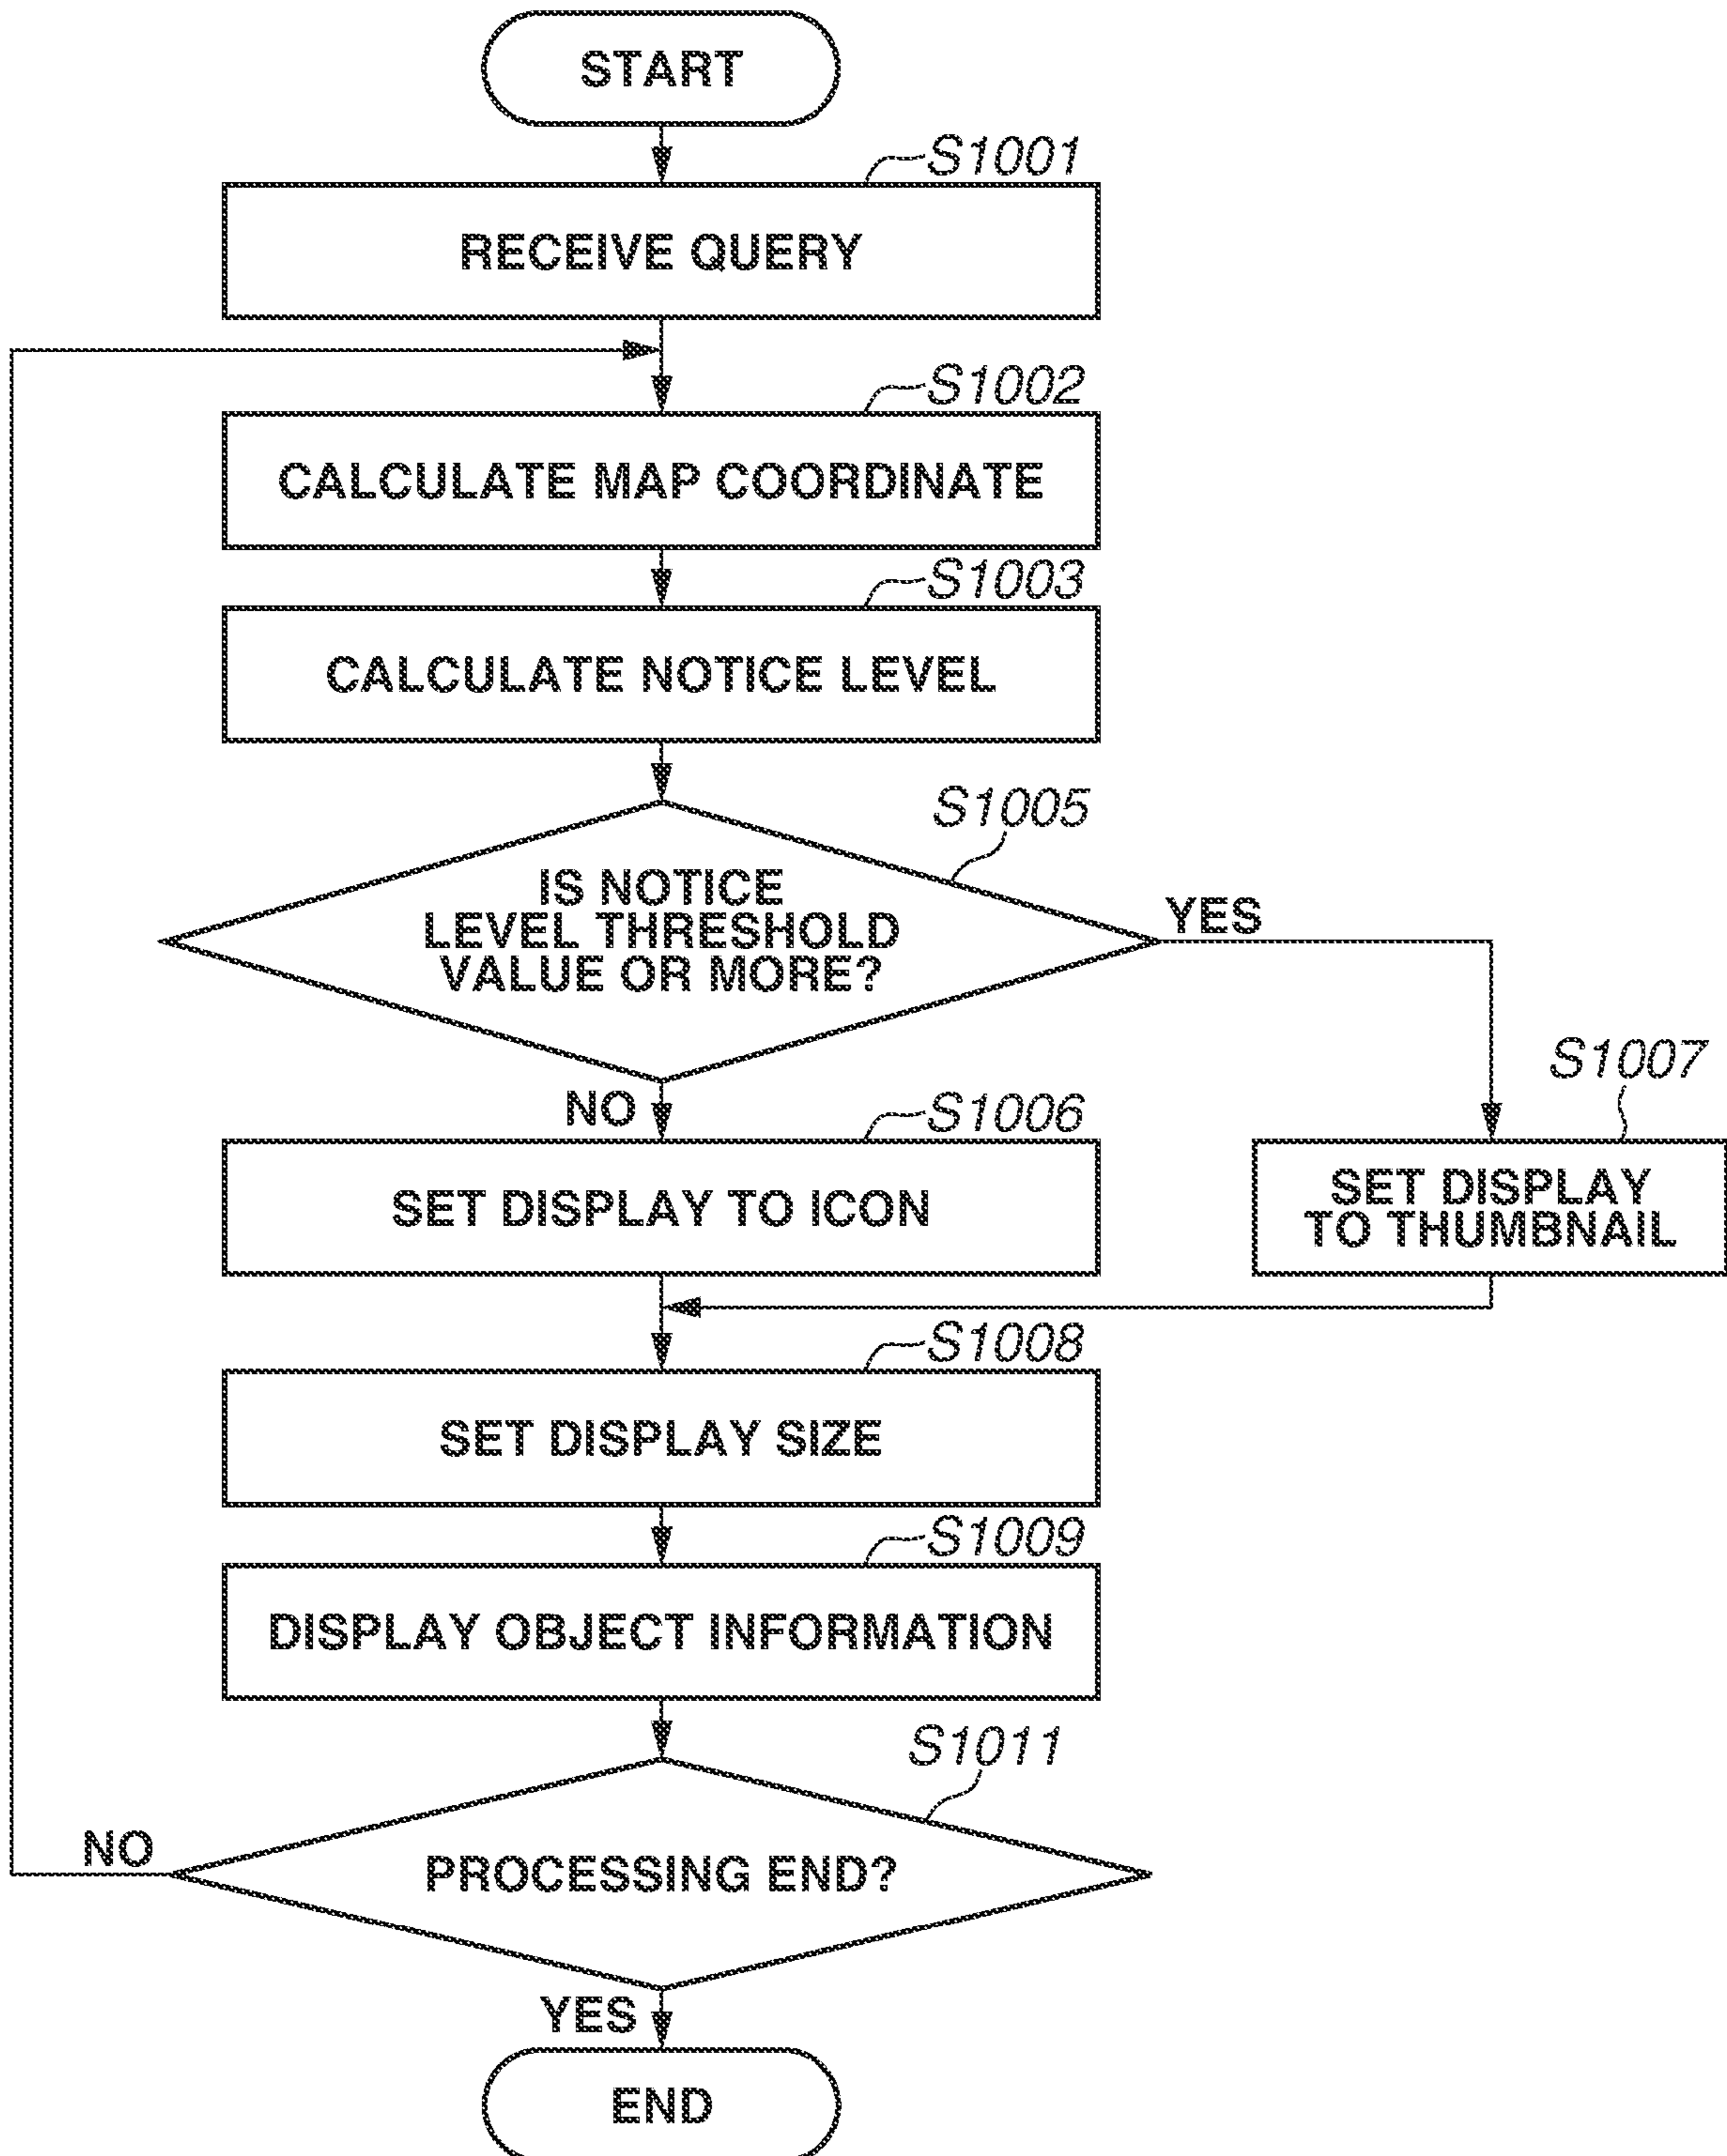 START
S1001
RECEIVE QUERY
S1002
CALCULATE MAP COORDINATE
S1003
CALCULATE NOTICE LEVEL
S1005
IS NOTICE
LEVEL THRESHOLD
VALUE OR MORE?
YES
NO
S1006
SET DISPLAY TO ICON
S1007
SET DISPLAY
TO THUMBNAIL
S1008
SET DISPLAY SIZE
S1009
DISPLAY OBJECT INFORMATION
S1011
NO
PROCESSING END?
YES
END